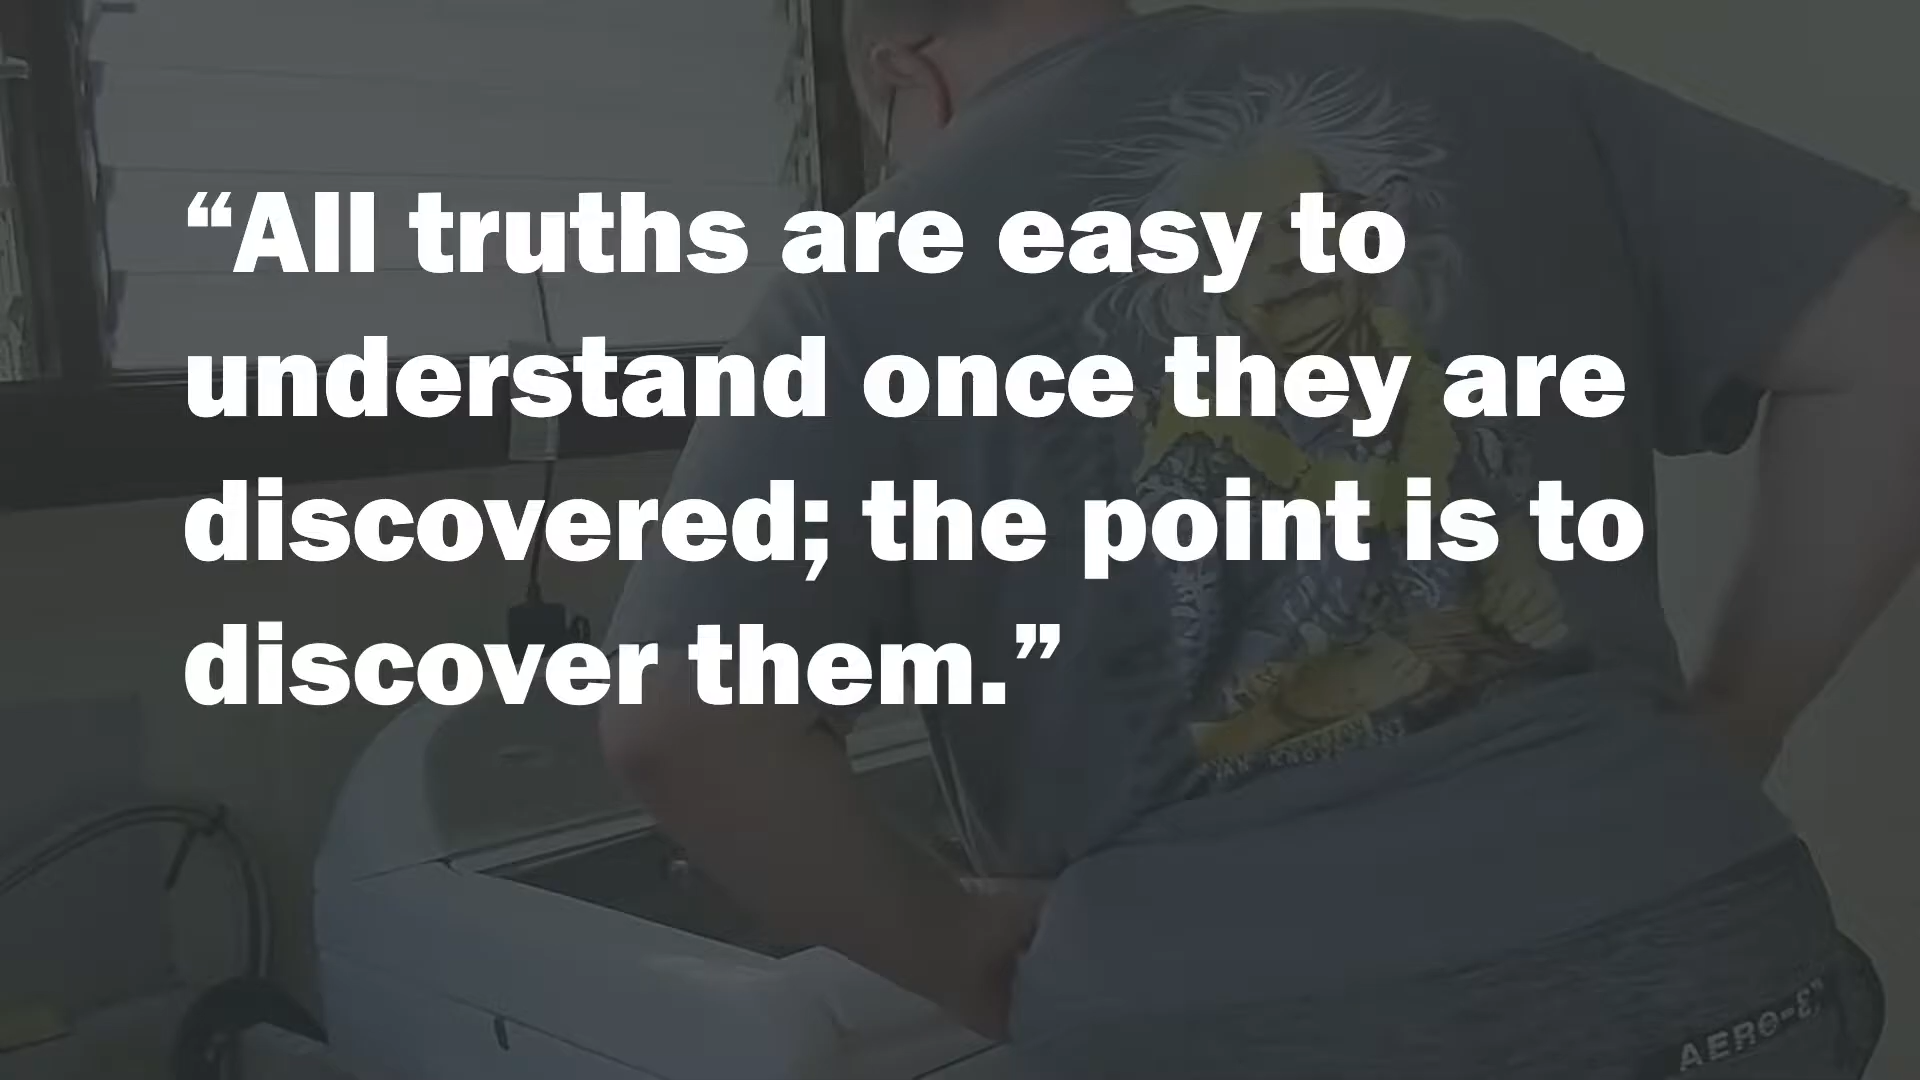 “All truths are easy to
understand once they are
discovered; the point is to
discover them.”